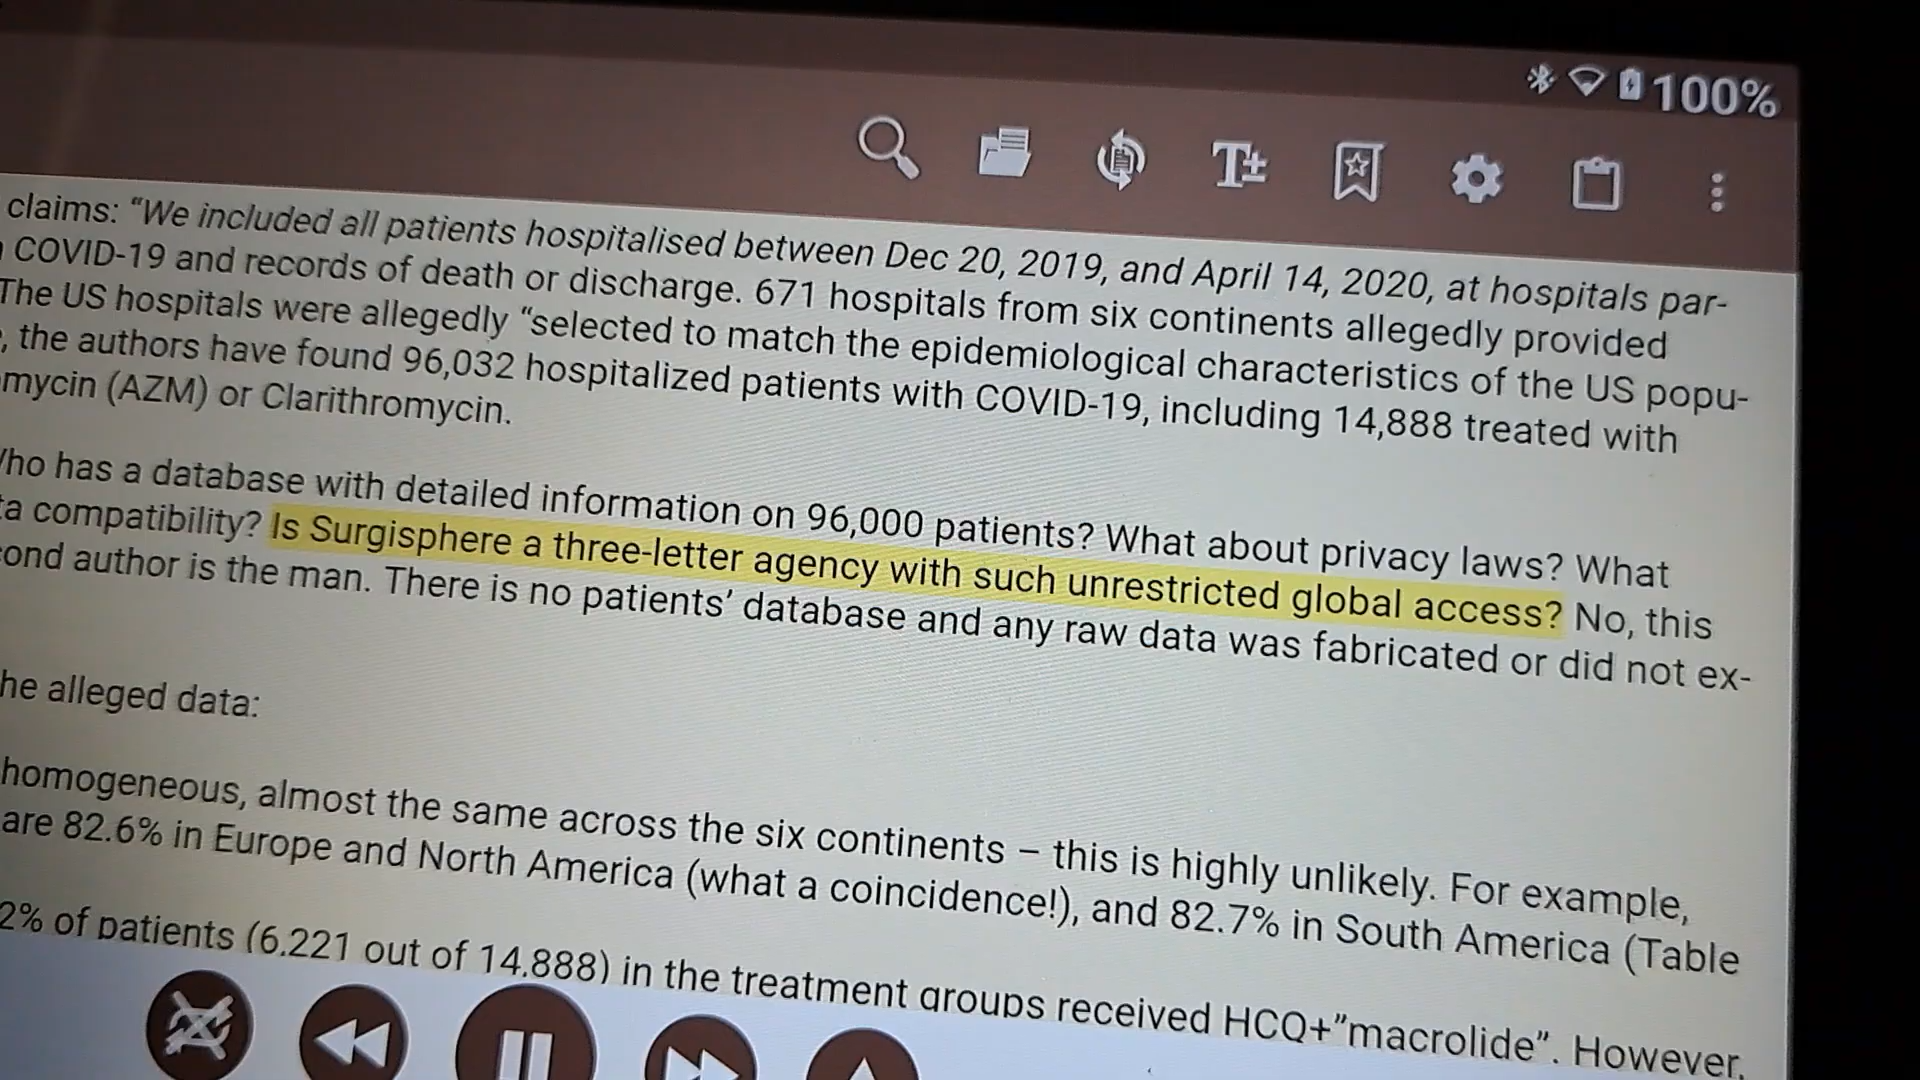 100%
T±
claims: “We included all patients hospitalised between Dec 20, 2019, and April 14, 2020, at hospitals par-
COVID-19 and records of death or discharge. 671 hospitals from six continents allegedly provided
The US hospitals were allegedly “selected to match the epidemiological characteristics of the US popu-
, the authors have found 96,032 hospitalized patients with COVID-19, including 14,888 treated with
mycin (AZM) or Clarithromycin.
ho has a database with detailed information on 96,000 patients? What about privacy laws? What
ta compatibility? Is Surgisphere a three-letter agency with such unrestricted global access? No, this
ond author is the man. There is no patients’ database and any raw data was fabricated or did not ex-
he alleged data:
homogeneous, almost the same across the six continents – this is highly unlikely. For example,
are 82.6% in Europe and North America (what a coincidence!), and 82.7% in South America (Table
2% of patients (6,221 out of 14,888) in the treatment groups received HCQ+”macrolide”. However,